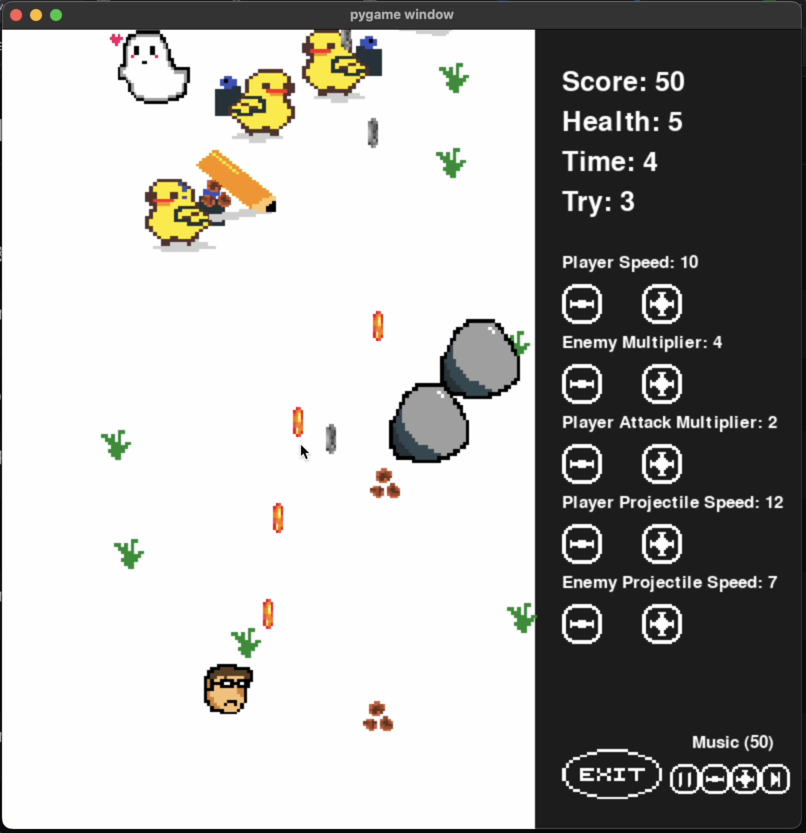 pygame window
Score: 50
Health: 5
Time: 4
Try: 3
Player Speed: 10
Enemy Multiplier: 4
Player Attack Multiplier: 2
Player Projectile Speed: 12
Enemy Projectile Speed: 7
Music (50)
EXIT